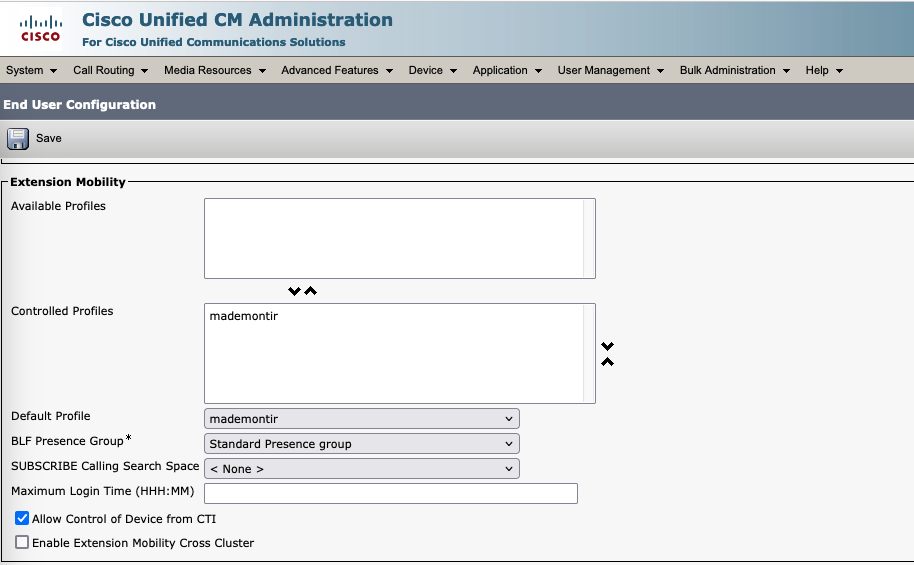 Cisco Unified CM Administration
CISCO
For Cisco Unified Communications Solutions
System Call Routing Media Resources Advanced Features Device Application User Management Bulk Administration Help
End User Configuration
Save
Extension Mobility
Available Profiles
Controlled Profiles
mademontir
Default Profile mademontir
BLF Presence Group* Standard Presence group
SUBSCRIBE Calling Search Space < None >
Maximum Login Time (HHH:MM)
Allow Control of Device from CTI
Enable Extension Mobility Cross Cluster